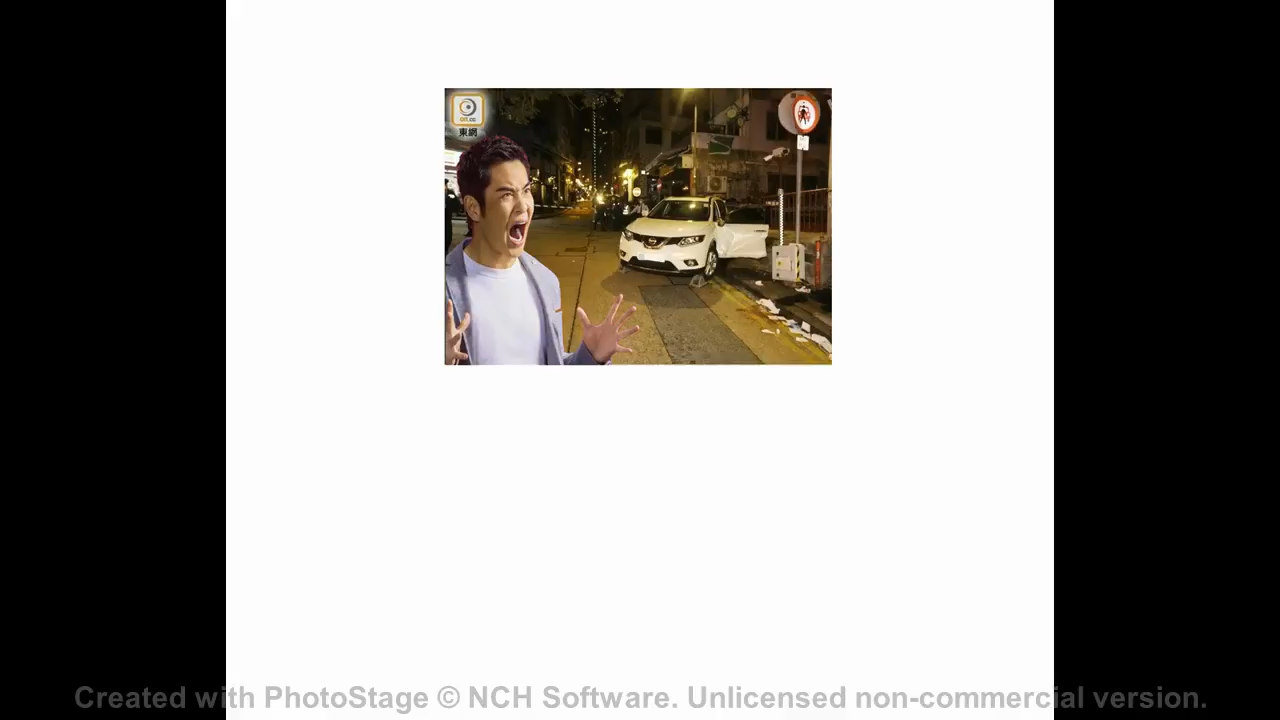 on.cc
東網
Created with PhotoStage © NCH Software. Unlicensed non-commercial version.